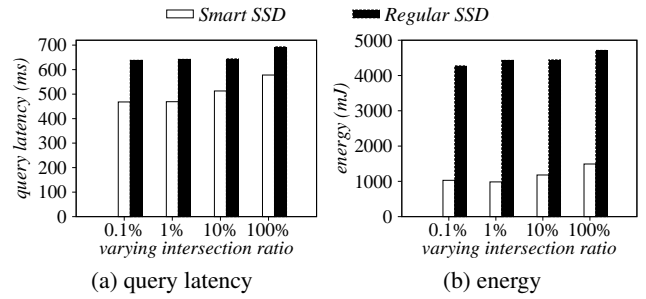 Smart SSD
Regular SSD
query latency (ms)
700
600
500
400
300
200
100
0
0.1% 1% 10% 100%
varying intersection ratio
(a) query latency
energy (mJ)
5000
4000
3000
2000
1000
0
0.1% 1% 10% 100%
varying intersection ratio
(b) energy